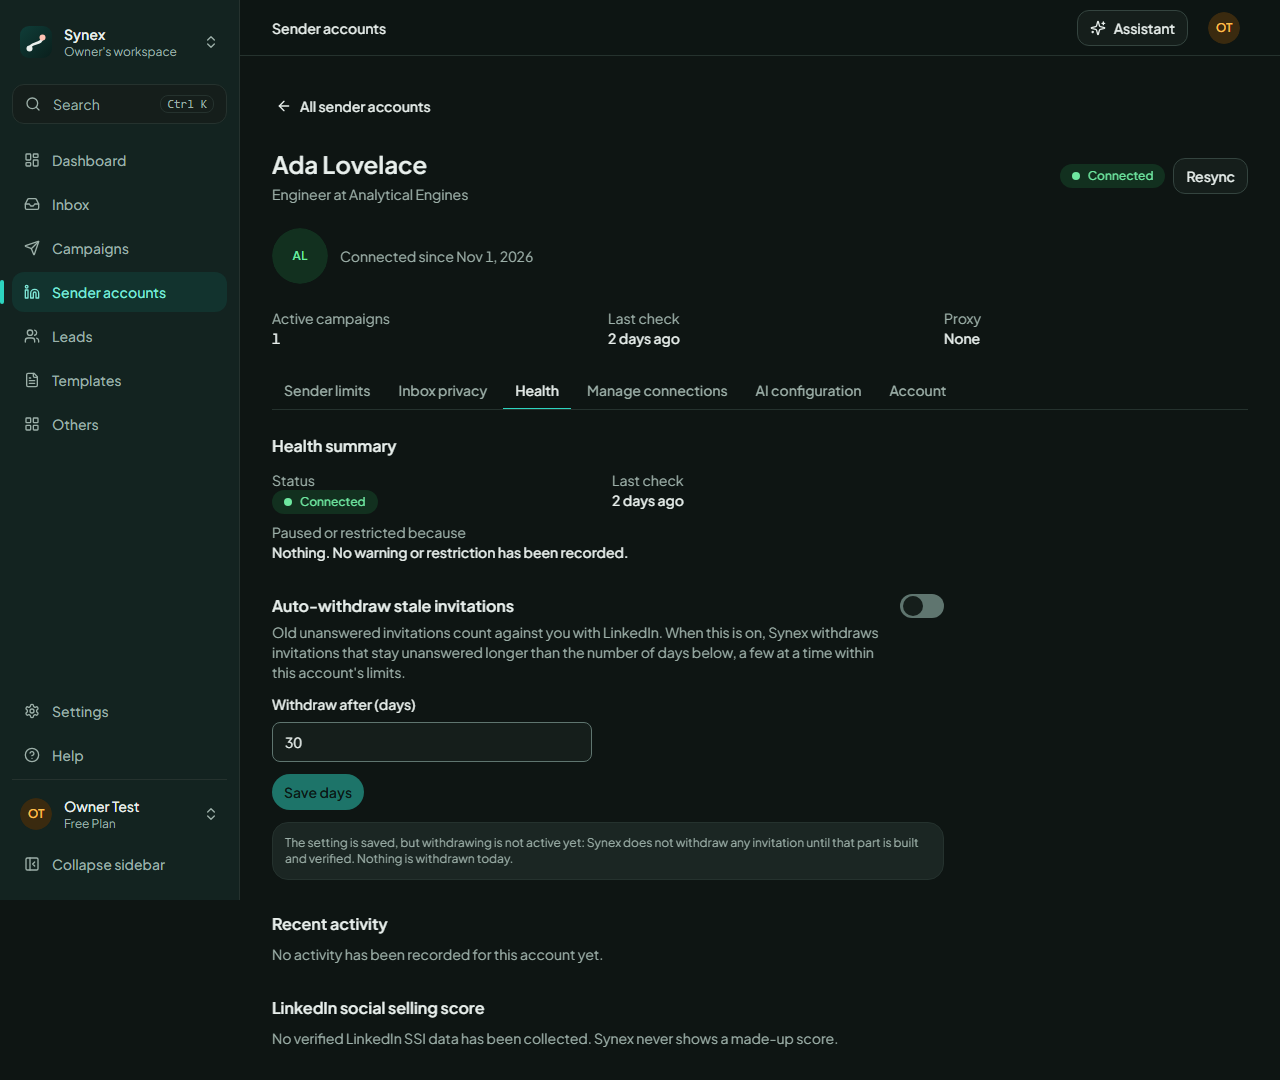 Synex
Owner's workspace
Search
Ctrl K
Dashboard
Inbox
Campaigns
Sender accounts
Leads
Templates
Others
Settings
Help
OT
Owner Test
Free Plan
Collapse sidebar
Sender accounts
Assistant
OT
All sender accounts
Ada Lovelace
Engineer at Analytical Engines
Connected
Resync
AL
Connected since Nov 1, 2026
Active campaigns
1
Last check
2 days ago
Proxy
None
Sender limits
Inbox privacy
Health
Manage connections
AI configuration
Account
Health summary
Status
Connected
Last check
2 days ago
Paused or restricted because
Nothing. No warning or restriction has been recorded.
Auto-withdraw stale invitations
Old unanswered invitations count against you with LinkedIn. When this is on, Synex withdraws
invitations that stay unanswered longer than the number of days below, a few at a time within
this account's limits.
Withdraw after (days)
30
Save days
The setting is saved, but withdrawing is not active yet: Synex does not withdraw any invitation until that part is built
and verified. Nothing is withdrawn today.
Recent activity
No activity has been recorded for this account yet.
LinkedIn social selling score
No verified LinkedIn SSI data has been collected. Synex never shows a made-up score.